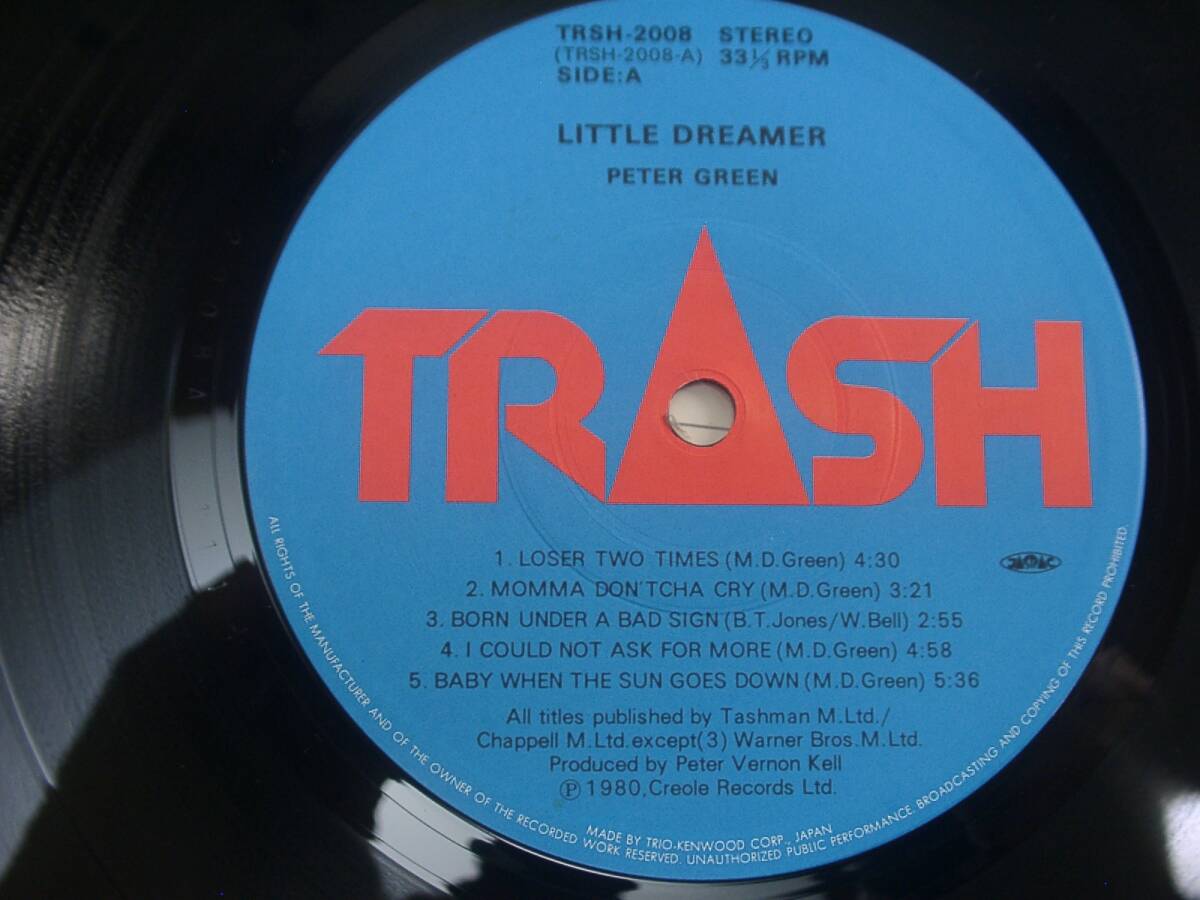 TRSH-2008 STEREO
(TRSH-2008-A) 33⅓ RPM
SIDE:A
LITTLE DREAMER
PETER GREEN
TRASH
1. LOSER TWO TIMES (M.D.Green) 4:30
2. MOMMA DON'TCHA CRY (M.D.Green) 3:21
3. BORN UNDER A BAD SIGN (B.T.Jones/W.Bell) 2:55
4. I COULD NOT ASK FOR MORE (M.D.Green) 4:58
5. BABY WHEN THE SUN GOES DOWN (M.D.Green) 5:36
All titles published by Tashman M.Ltd./
Chappell M.Ltd.except(3) Warner Bros.M.Ltd.
Produced by Peter Vernon Kell
Ⓟ1980,Creole Records Ltd.
MADE BY TRIO-KENWOOD CORP., JAPAN
ALL RIGHTS OF THE MANUFACTURER AND OF THE OWNER OF THE RECORDED WORK RESERVED. UNAUTHORIZED PUBLIC PERFORMANCE. BROADCASTING AND COPYING OF THIS RECORD PROHIBITED.